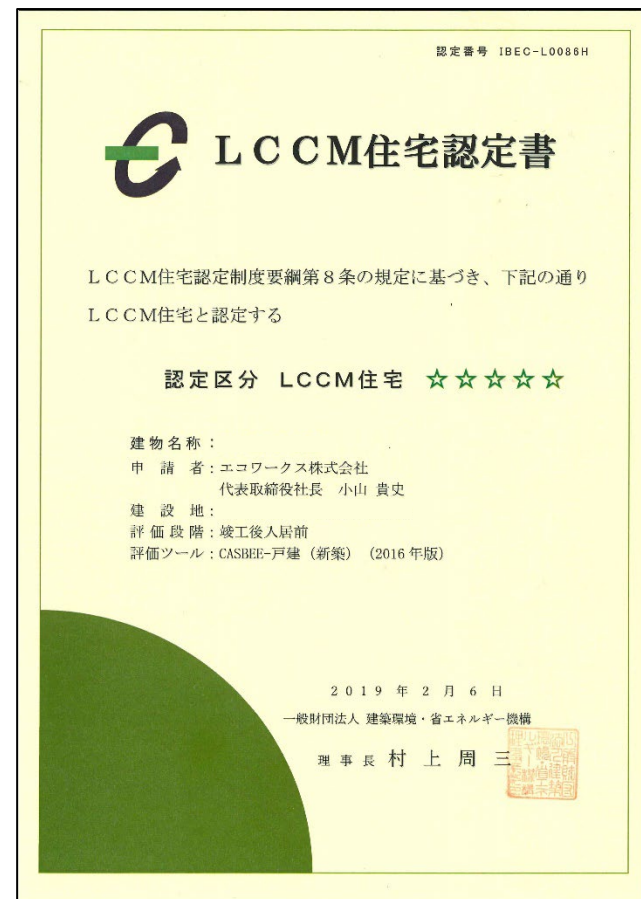 認定番号 IBEC-L0086H
LCCM住宅認定書
LCCM住宅認定制度要綱第8条の規定に基づき、下記の通り
LCCM住宅と認定する
認定区分 LCCM住宅 ☆☆☆☆☆
建物名称：
申請者：エコワークス株式会社
代表取締役社長 小山 貴史
建設地：
評価段階：竣工後入居前
評価ツール：CASBEE-戸建（新築）（2016年版）
2019年2月6日
一般財団法人 建築環境・省エネルギー機構
理事長 村上周三